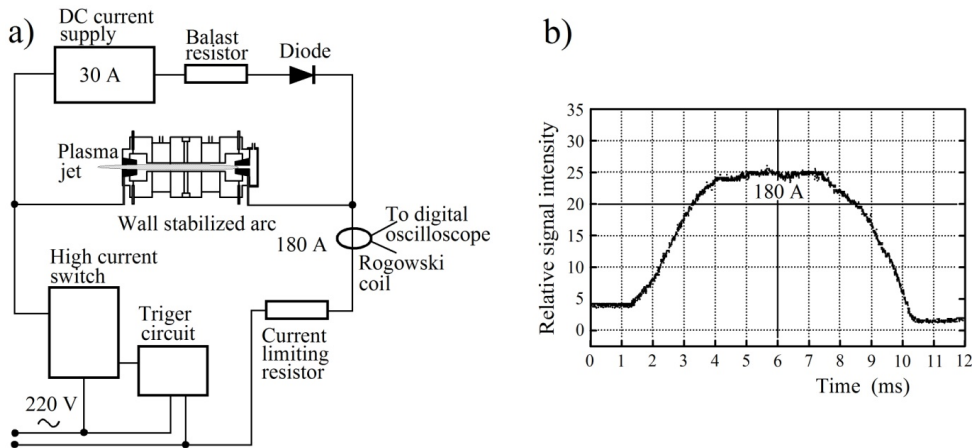 a)
DC current
supply
30 A
Balast
resistor
Diode
Plasma
jet
Wall stabilized arc
180 A
To digital
oscilloscope
Rogowski
coil
High current
switch
Triger
circuit
Current
limiting
resistor
220 V
~
b)
Relative signal intensity
35
30
25
20
15
10
5
0
180 A
0 1 2 3 4 5 6 7 8 9 10 11 12
Time (ms)